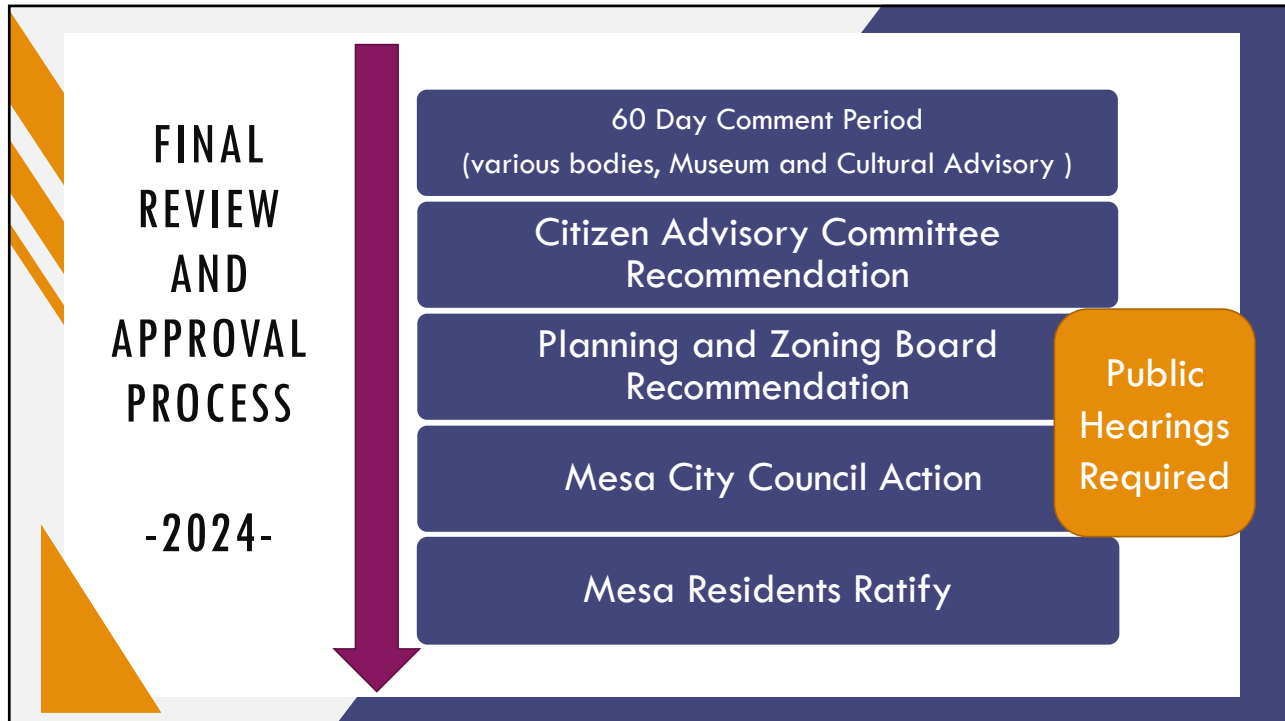 FINAL
REVIEW
AND
APPROVAL
PROCESS
-2024-
60 Day Comment Period
(various bodies, Museum and Cultural Advisory )
Citizen Advisory Committee
Recommendation
Planning and Zoning Board
Recommendation
Mesa City Council Action
Mesa Residents Ratify
Public
Hearings
Required